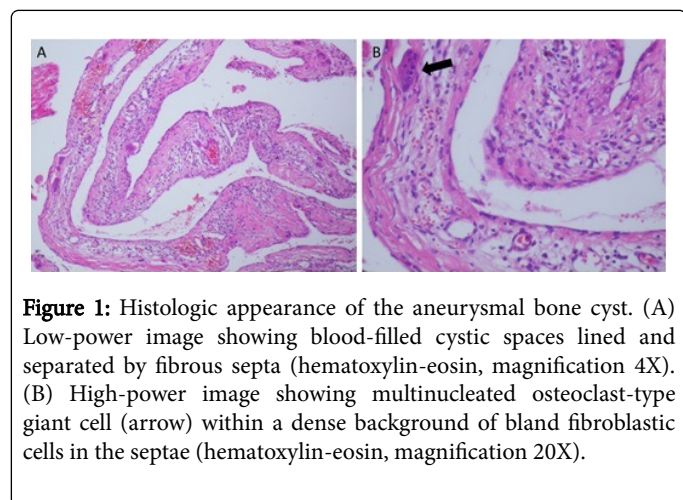 A
B
Figure 1: Histologic appearance of the aneurysmal bone cyst. (A)
Low-power image showing blood-filled cystic spaces lined and
separated by fibrous septa (hematoxylin-eosin, magnification 4X).
(B) High-power image showing multinucleated osteoclast-type
giant cell (arrow) within a dense background of bland fibroblastic
cells in the septae (hematoxylin-eosin, magnification 20X).